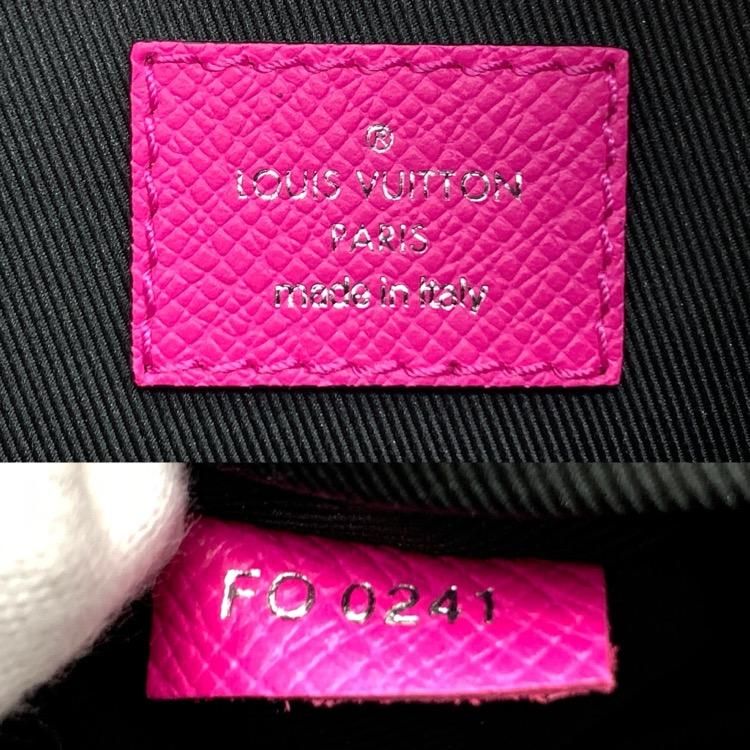 ®
LOUIS VUITTON
PARIS
made in italy
FO 0241